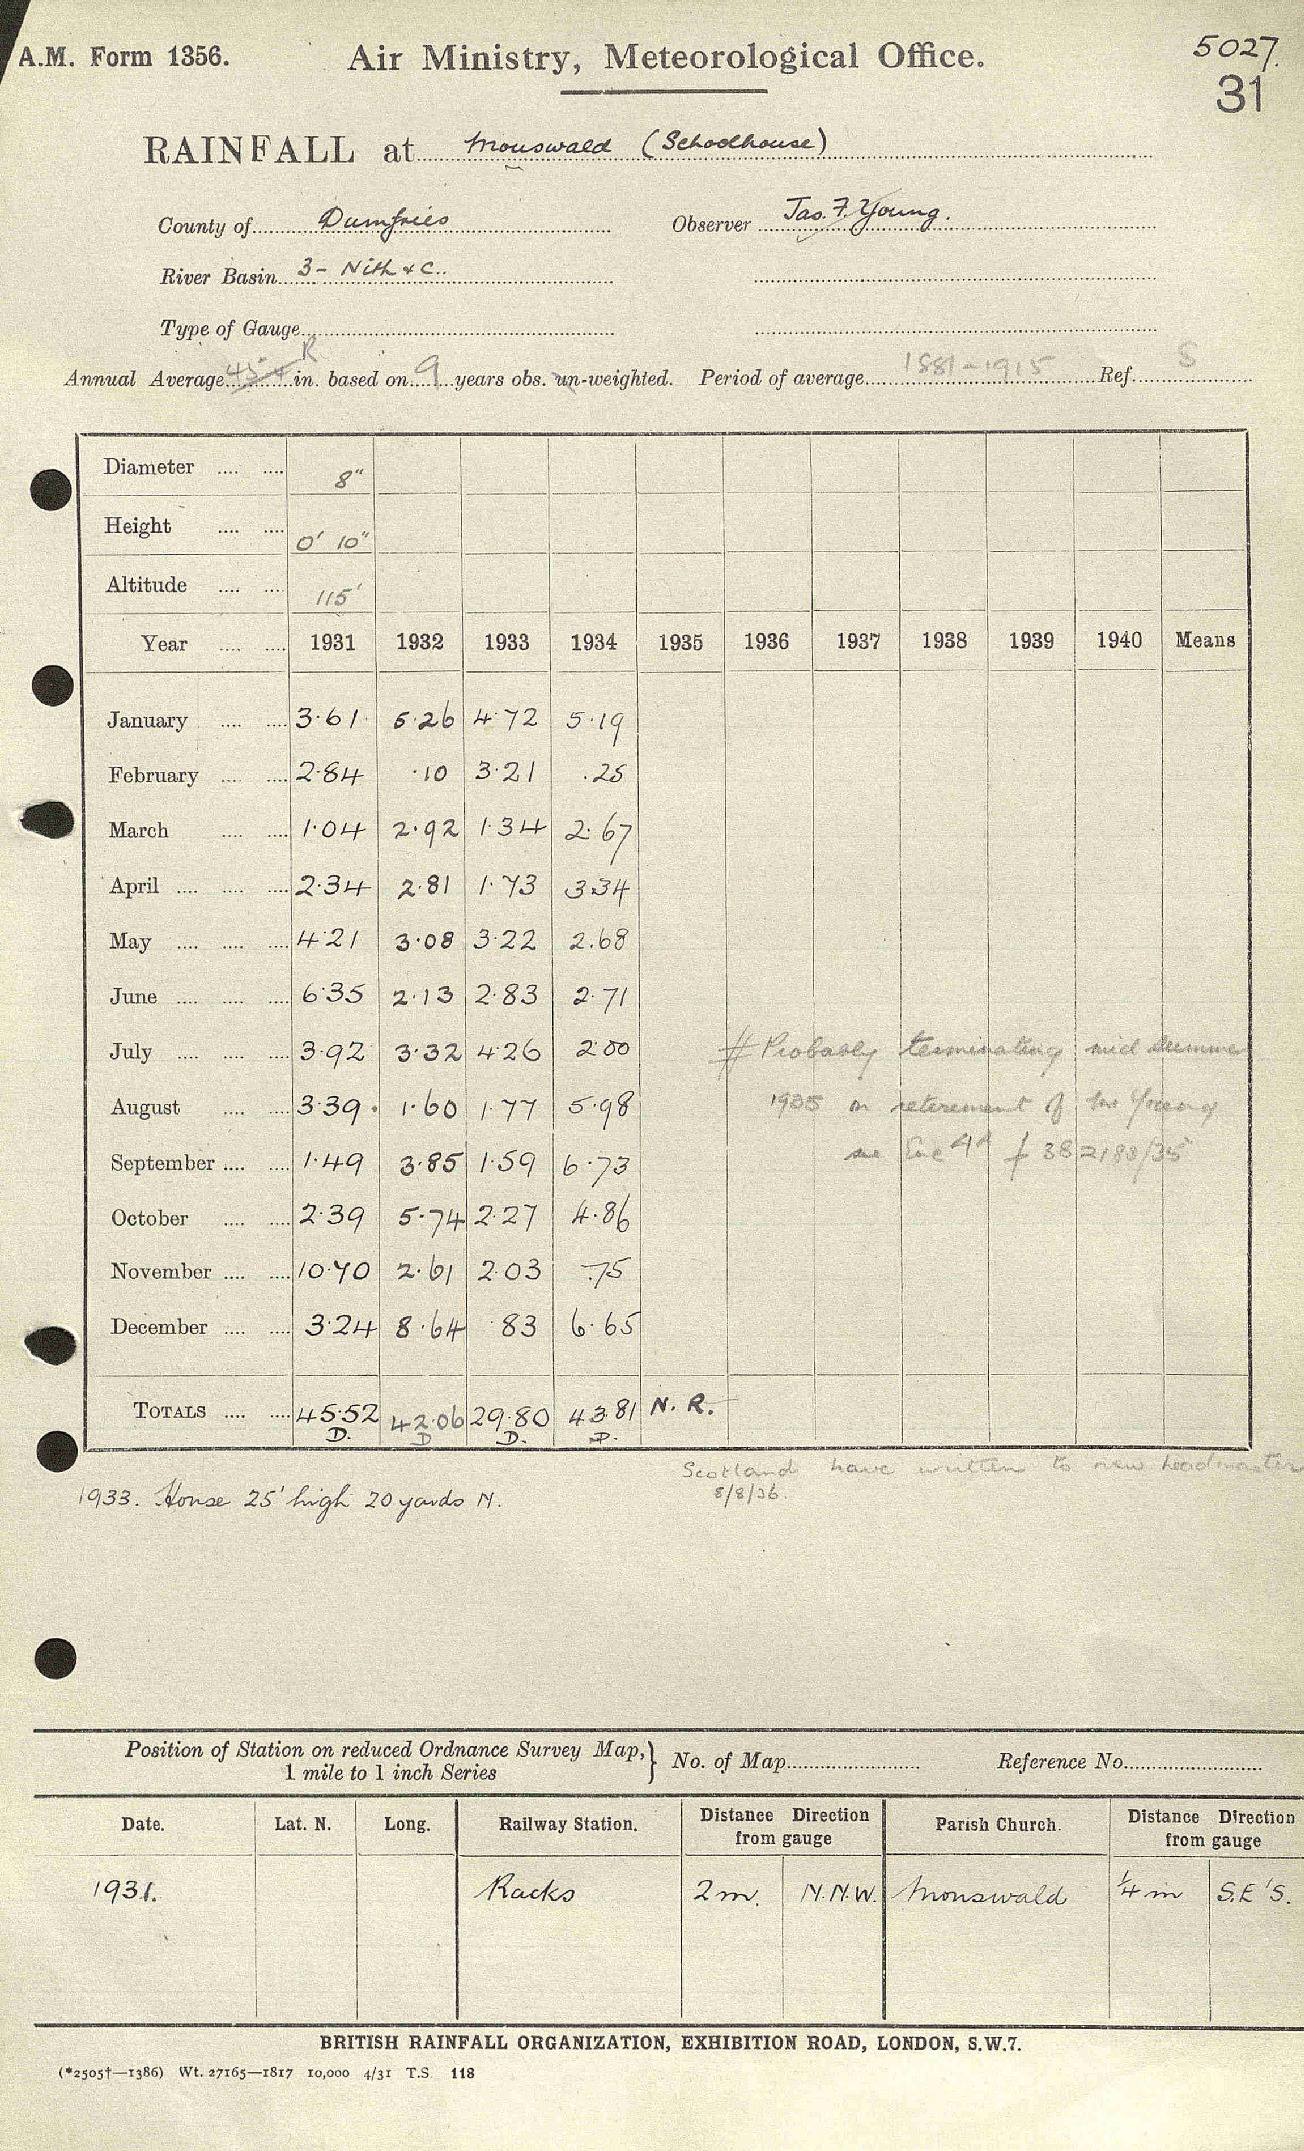 A.M. Form 1356.
Air Ministry, Meteorological Office.
5027.
31
RAINFALL at Mouswald (Schoolhouse)
County of Dumfries Observer Jas. F. Young.
River Basin 3- Nith & C..
Type of Gauge
R
Annual Average in. based on 9 years obs. un-weighted. Period of average 1881-1915 Ref. S
Diameter 8"
Height 0' 10"
Altitude 115'
Year 1931 1932 1933 1934 1935 1936 1937 1938 1939 1940 Means
January 3.61 5.26 4.72 5.19
February 2.84 .10 3.21 .25
March 1.04 2.92 1.34 2.67
April 2.34 2.81 1.73 3.34
May 4.21 3.08 3.22 2.68
June 6.35 2.13 2.83 2.71
July 3.92 3.32 4.26 2.00 # Probably terminating mid summer
August 3.39 1.60 1.77 5.98 1935 on retirement of Mr Young
September 1.49 3.85 1.59 6.73 see f 382180/35
October 2.39 5.74 2.27 4.86
November 10.70 2.61 2.03 .75
December 3.24 8.64 .83 6.65
TOTALS 45.52 42.06 29.80 43.81 N. R.
D. D D. D.
Scotland have written to new headmaster
8/8/36.
1933. House 25' high 20 yards N.
Position of Station on reduced Ordnance Survey Map, 1 mile to 1 inch Series } No. of Map Reference No.
Date. Lat. N. Long. Railway Station. Distance Direction from gauge Parish Church. Distance Direction from gauge
1931. Racks 2m. N.N.W. Mouswald ¼ m S.E'S.
BRITISH RAINFALL ORGANIZATION, EXHIBITION ROAD, LONDON, S.W.7.
(*2505†—1386) Wt. 27165—1817 10,000 4/31 T.S. 118